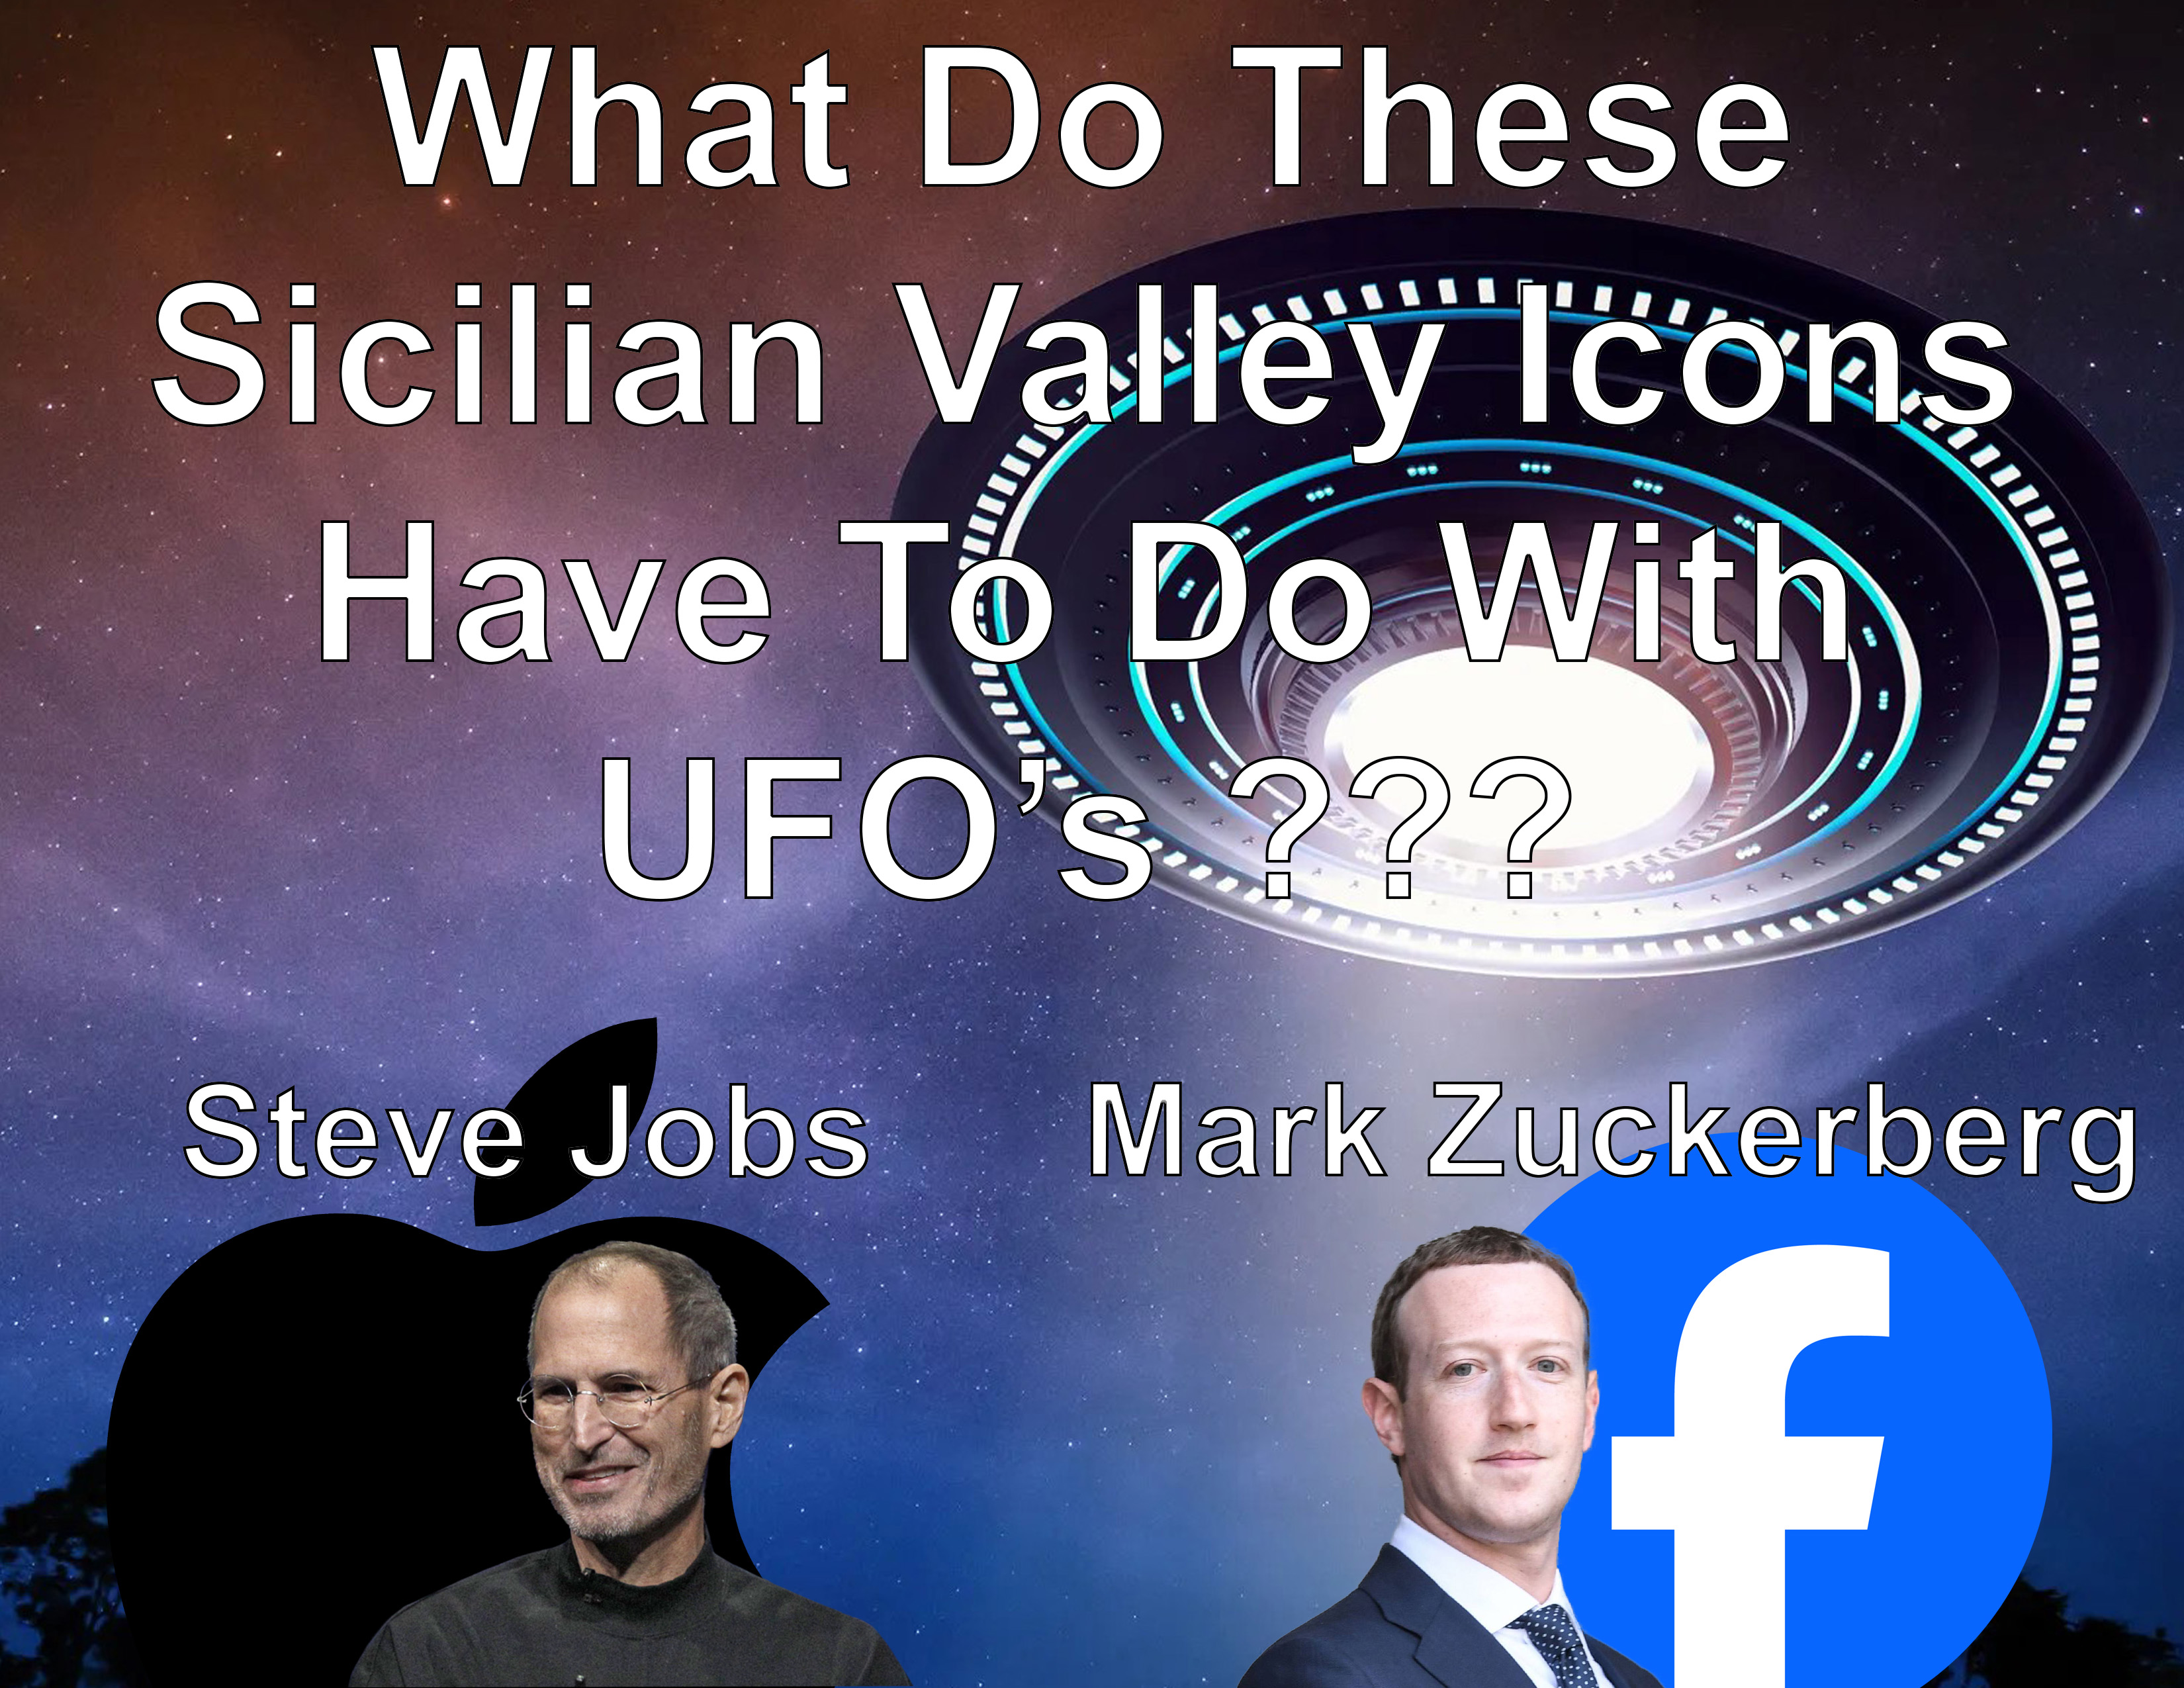 What Do These
Sicilian Valley Icons
Have To Do With
UFO’s ???
Steve Jobs
Mark Zuckerberg
f